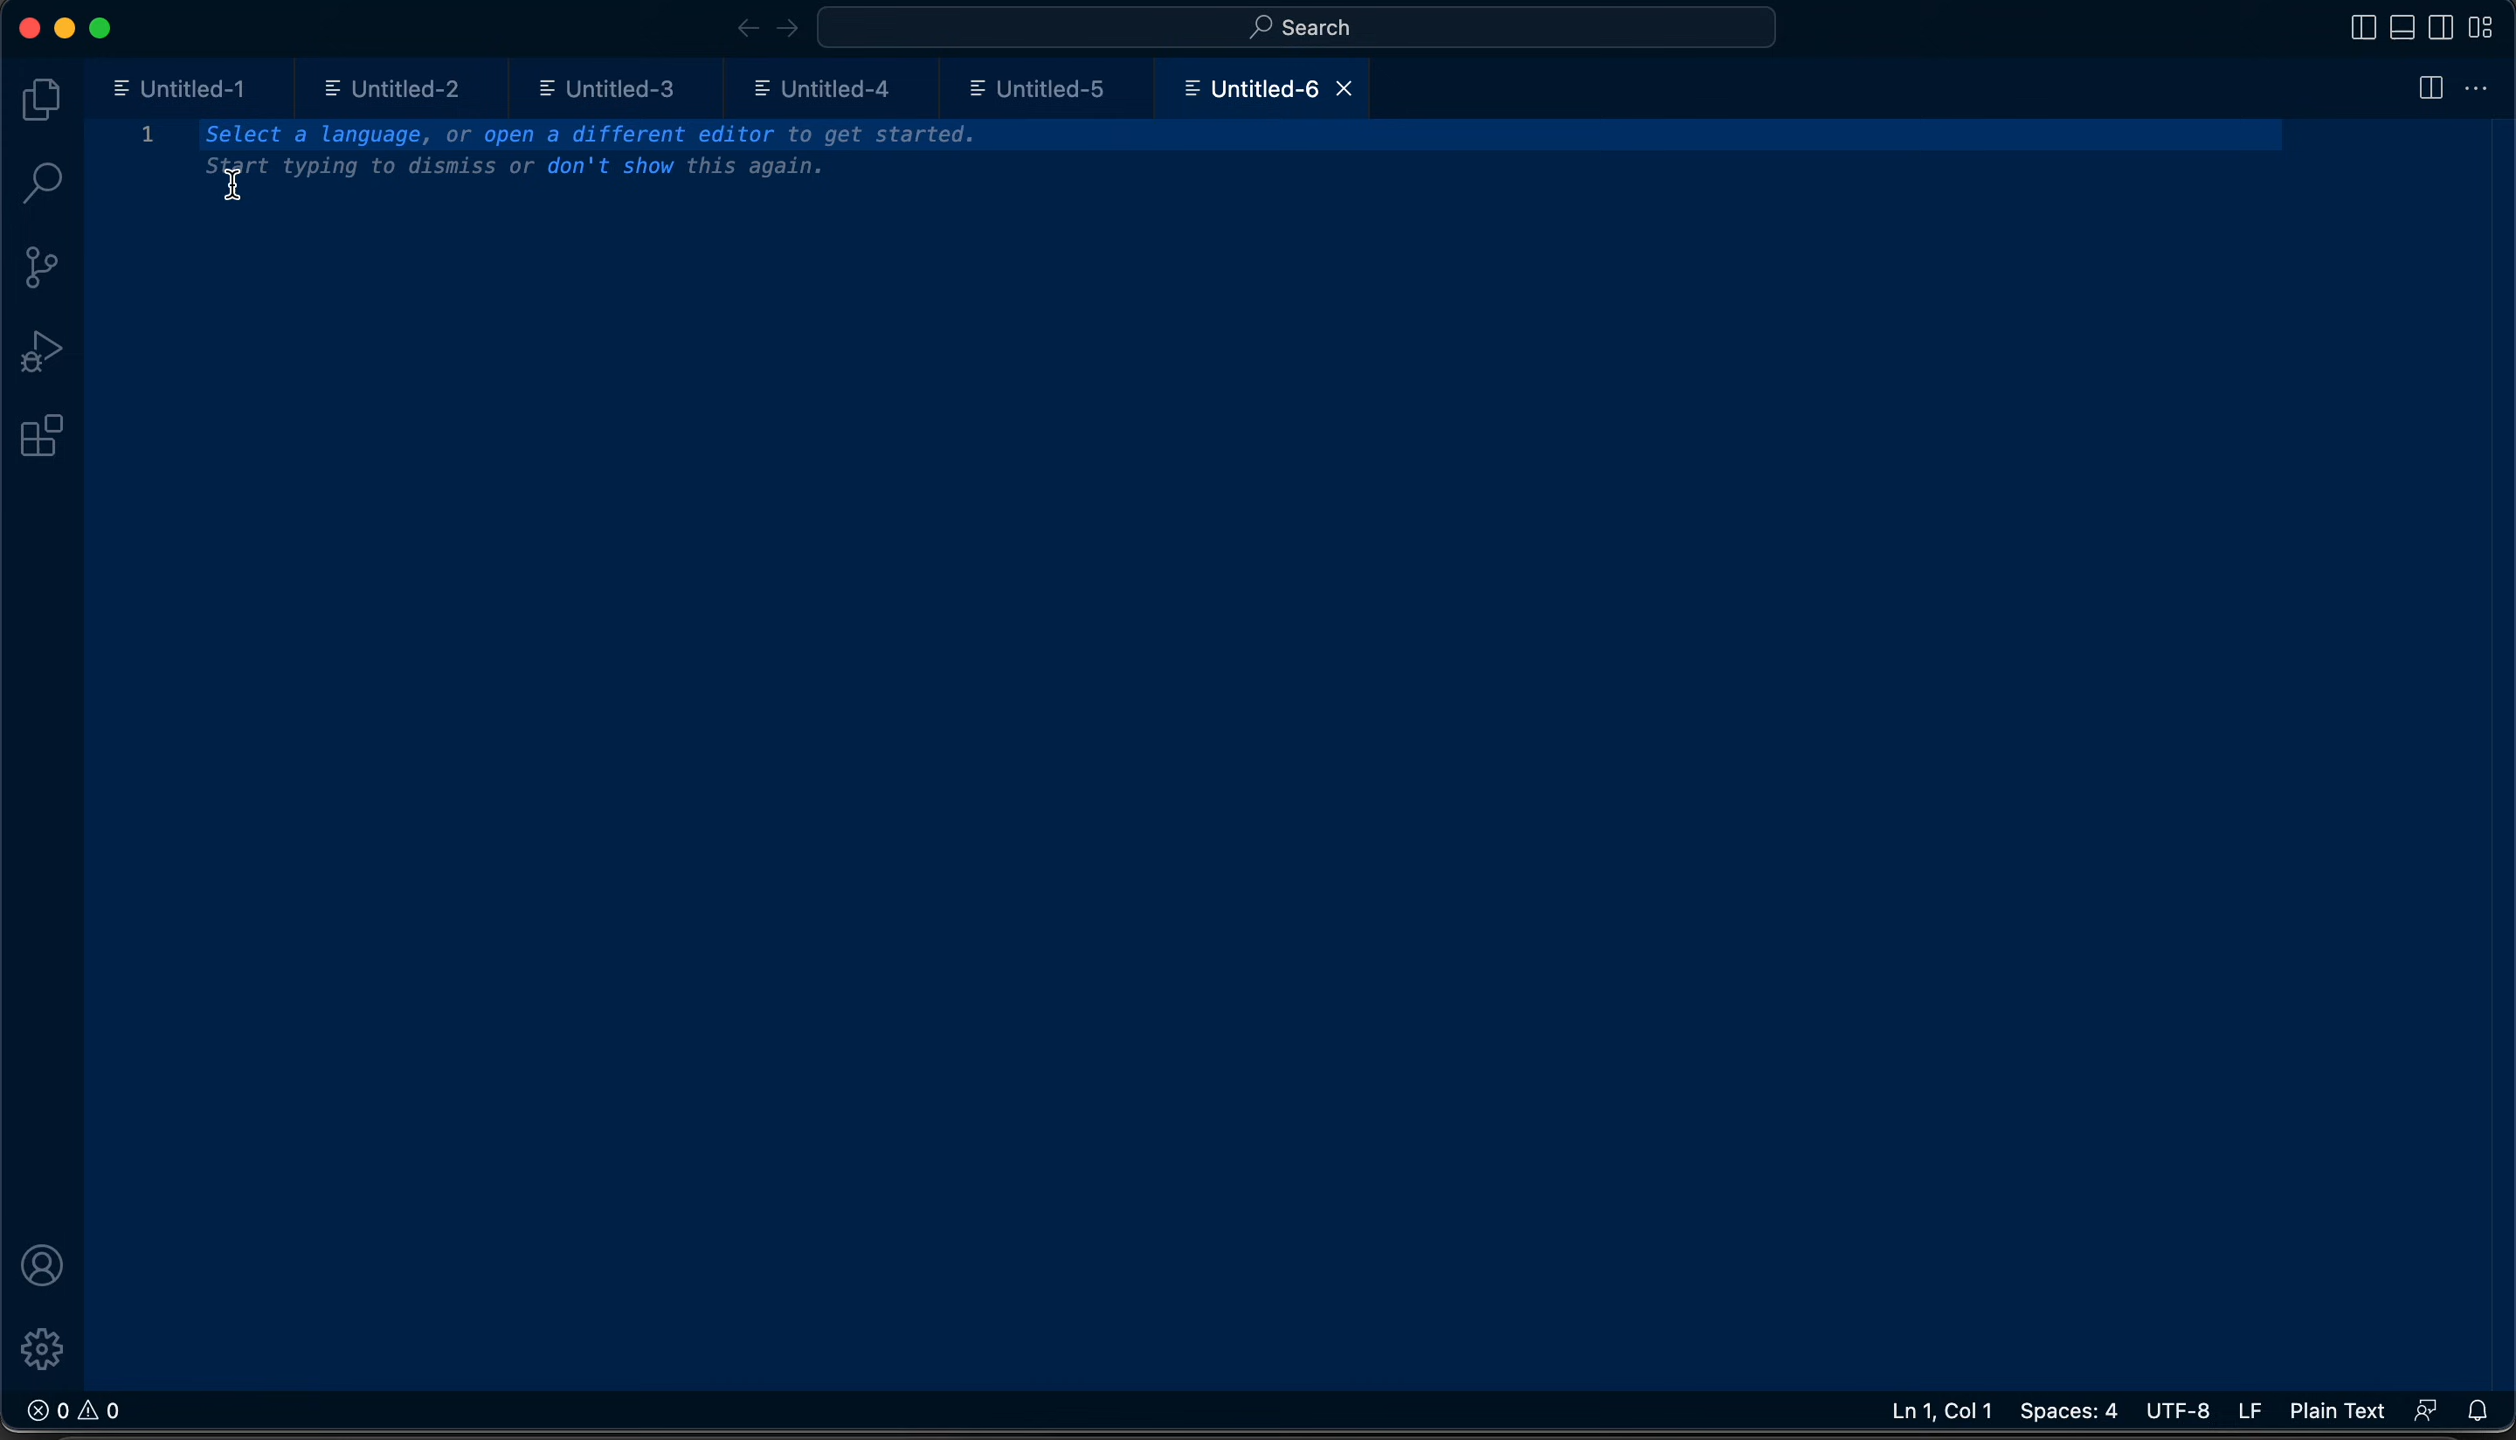 Search
Untitled-1 Untitled-2 Untitled-3 Untitled-4 Untitled-5 Untitled-6
1 Select a language, or open a different editor to get started.
Start typing to dismiss or don't show this again.
0 0 Ln 1, Col 1 Spaces: 4 UTF-8 LF Plain Text